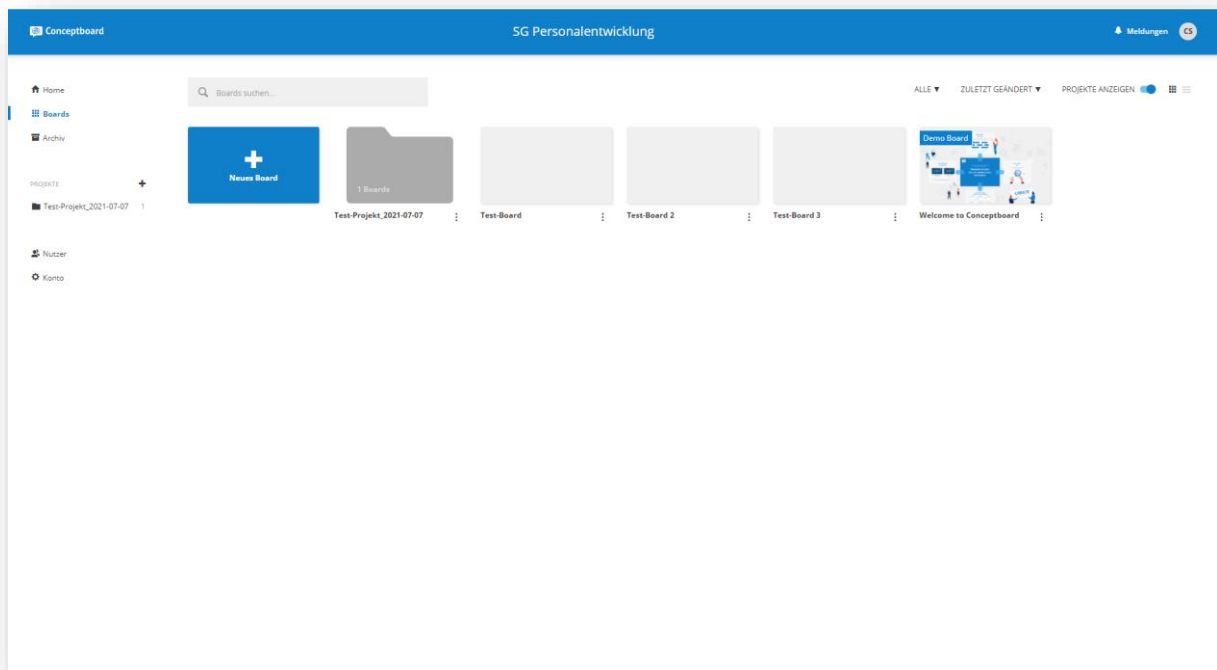 Conceptboard
SG Personalentwicklung
Meldungen
CS
Home
Boards
Archiv
PROJEKTE
Test-Projekt_2021-07-07 1
Nutzer
Konto
Boards suchen...
ALLE ▼
ZULETZT GEÄNDERT ▼
PROJEKTE ANZEIGEN
Neues Board
1 Boards
Test-Projekt_2021-07-07
Test-Board
Test-Board 2
Test-Board 3
Demo Board
Welcome to Conceptboard